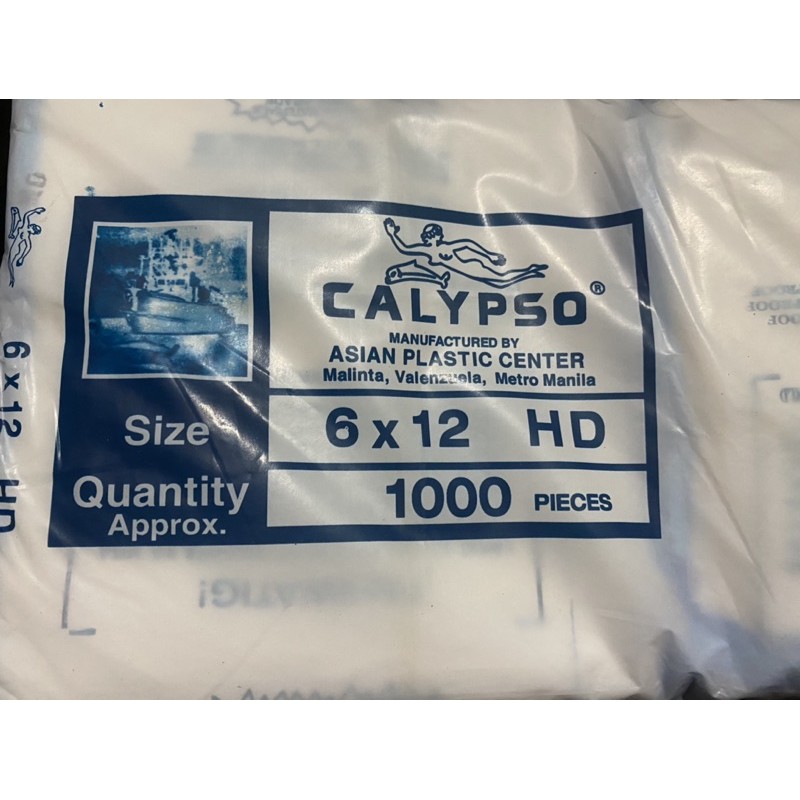 CALYPSO®
MANUFACTURED BY
ASIAN PLASTIC CENTER
Malinta, Valenzuela, Metro Manila
Size 6 x 12 HD
Quantity
Approx. 1000 PIECES
6 x 12 HD